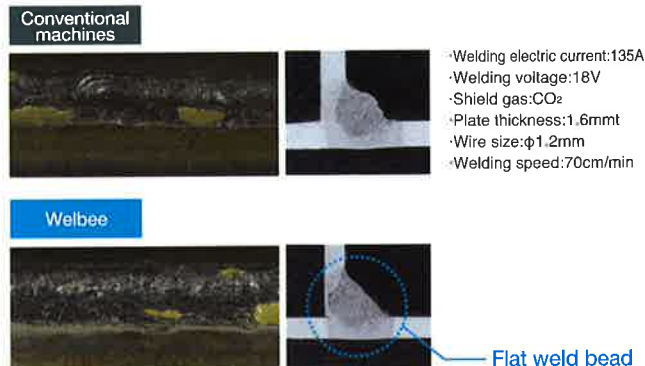 Conventional
machines
·Welding electric current:135A
·Welding voltage:18V
·Shield gas:CO₂
·Plate thickness:1.6mmt
·Wire size:φ1.2mm
·Welding speed:70cm/min
Welbee
Flat weld bead